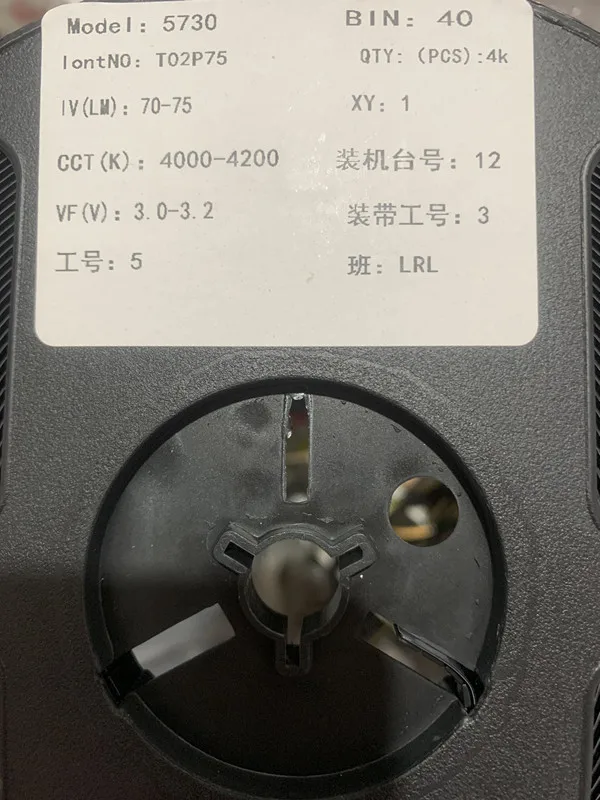 Model: 5730 BIN: 40
IontNO: T02P75 QTY: (PCS):4k
IV(LM): 70-75 XY: 1
CCT(K): 4000-4200 装机台号: 12
VF(V): 3.0-3.2 装带工号: 3
工号: 5 班: LRL